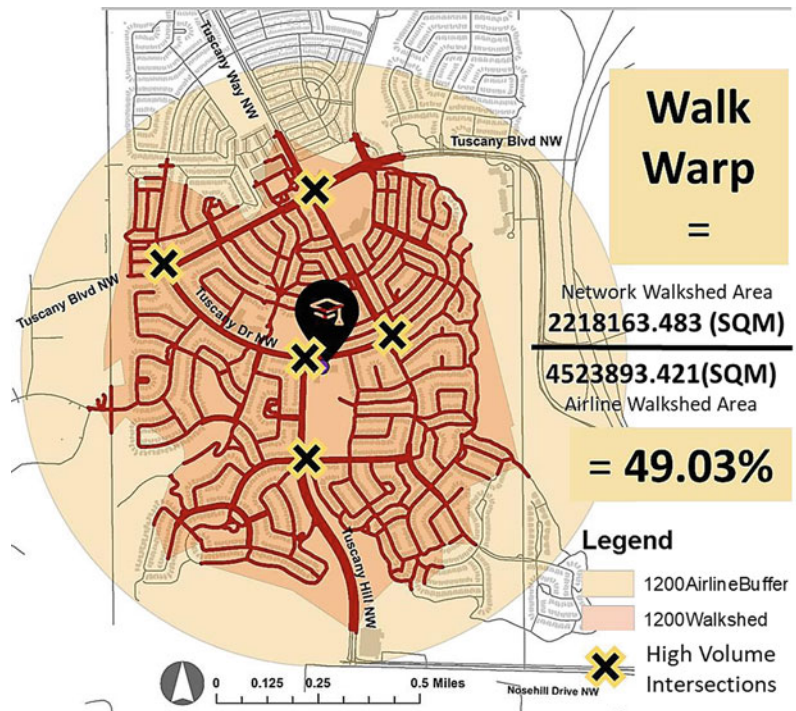 Tuscany Way NW
Tuscany Blvd NW
Walk
Warp
=
Network Walkshed Area
2218163.483 (SQM)
4523893.421(SQM)
Airline Walkshed Area
= 49.03%
Tuscany Blvd NW
Tuscany Dr NW
Tuscany Hill NW
Legend
1200AirlineBuffer
1200Walkshed
High Volume
Intersections
0 0.125 0.25 0.5 Miles
Nosehill Drive NW